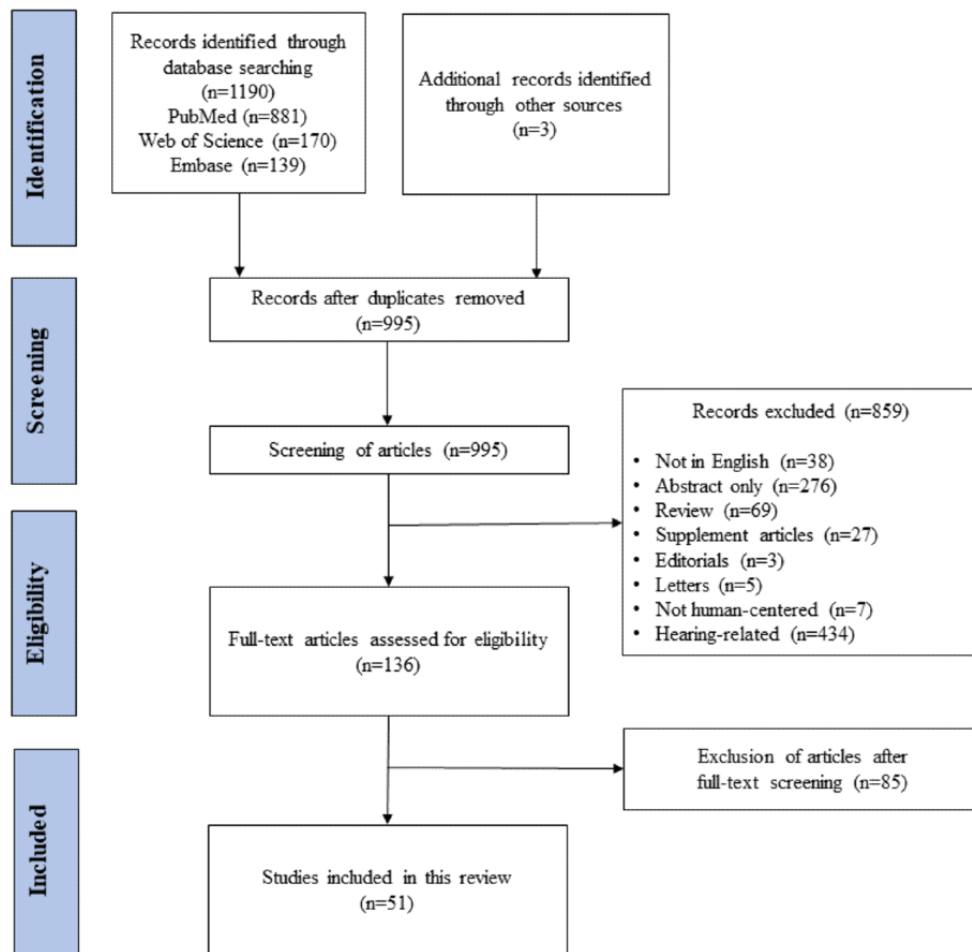 Identification
Records identified through
database searching
(n=1190)
PubMed (n=881)
Web of Science (n=170)
Embase (n=139)
Additional records identified
through other sources
(n=3)
Screening
Records after duplicates removed
(n=995)
Screening of articles (n=995)
Records excluded (n=859)
• Not in English (n=38)
• Abstract only (n=276)
• Review (n=69)
• Supplement articles (n=27)
• Editorials (n=3)
• Letters (n=5)
• Not human-centered (n=7)
• Hearing-related (n=434)
Eligibility
Full-text articles assessed for eligibility
(n=136)
Exclusion of articles after
full-text screening (n=85)
Included
Studies included in this review
(n=51)